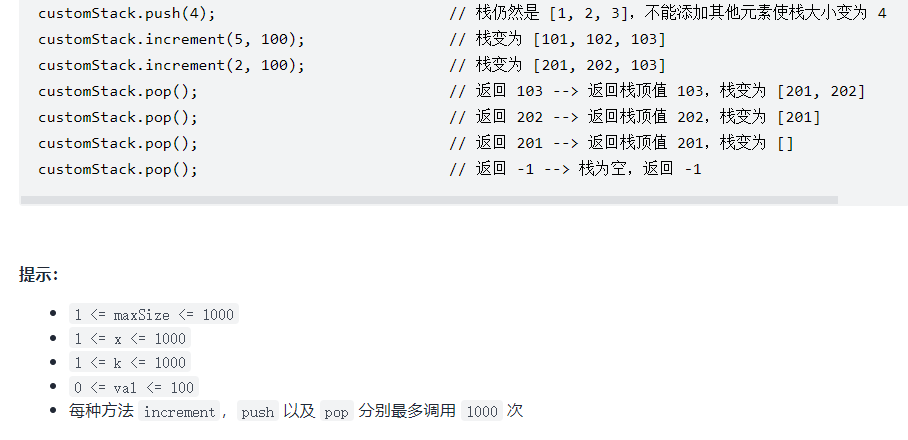 customStack.push(4); // 栈仍然是 [1, 2, 3]，不能添加其他元素使栈大小变为 4
customStack.increment(5, 100); // 栈变为 [101, 102, 103]
customStack.increment(2, 100); // 栈变为 [201, 202, 103]
customStack.pop(); // 返回 103 --> 返回栈顶值 103，栈变为 [201, 202]
customStack.pop(); // 返回 202 --> 返回栈顶值 202，栈变为 [201]
customStack.pop(); // 返回 201 --> 返回栈顶值 201，栈变为 []
customStack.pop(); // 返回 -1 --> 栈为空，返回 -1
提示：
1 <= maxSize <= 1000
1 <= x <= 1000
1 <= k <= 1000
0 <= val <= 100
每种方法 increment，push 以及 pop 分别最多调用 1000 次